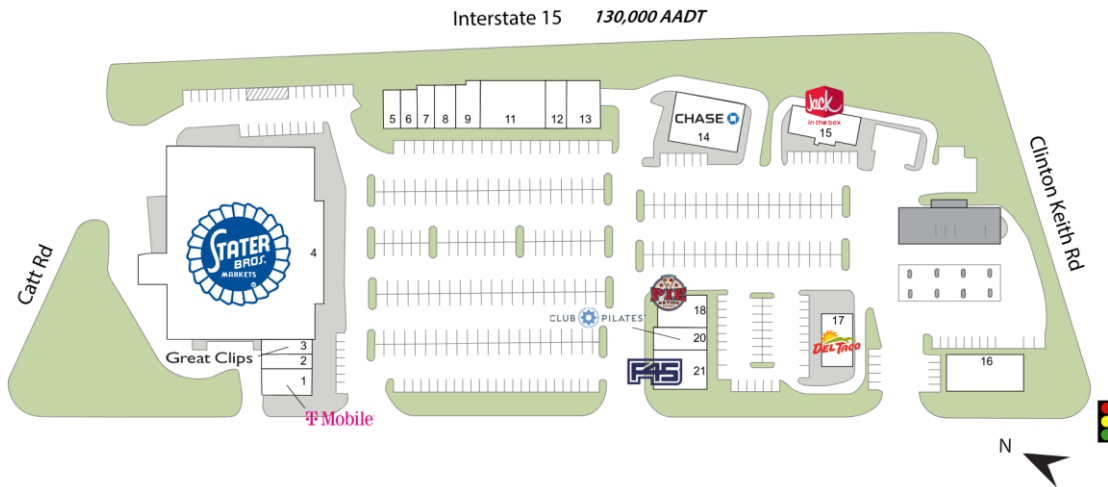 Interstate 15 130,000 AADT
5 6 7 8 9 11 12 13
CHASE
14
Jack
in the box
15
Clinton Keith Rd
Catt Rd
STATER
BROS.
MARKETS
®
4
PIE
NATION
18
CLUB PILATES
20
F45
21
17
DEL TACO
16
Great Clips
3
2
1
T Mobile
N